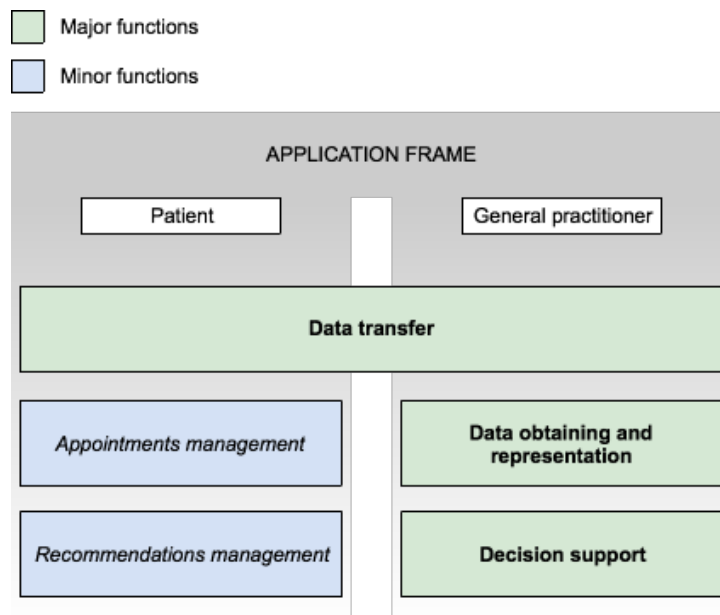 Major functions
Minor functions
APPLICATION FRAME
Patient
General practitioner
Data transfer
Appointments management
Data obtaining and
representation
Recommendations management
Decision support